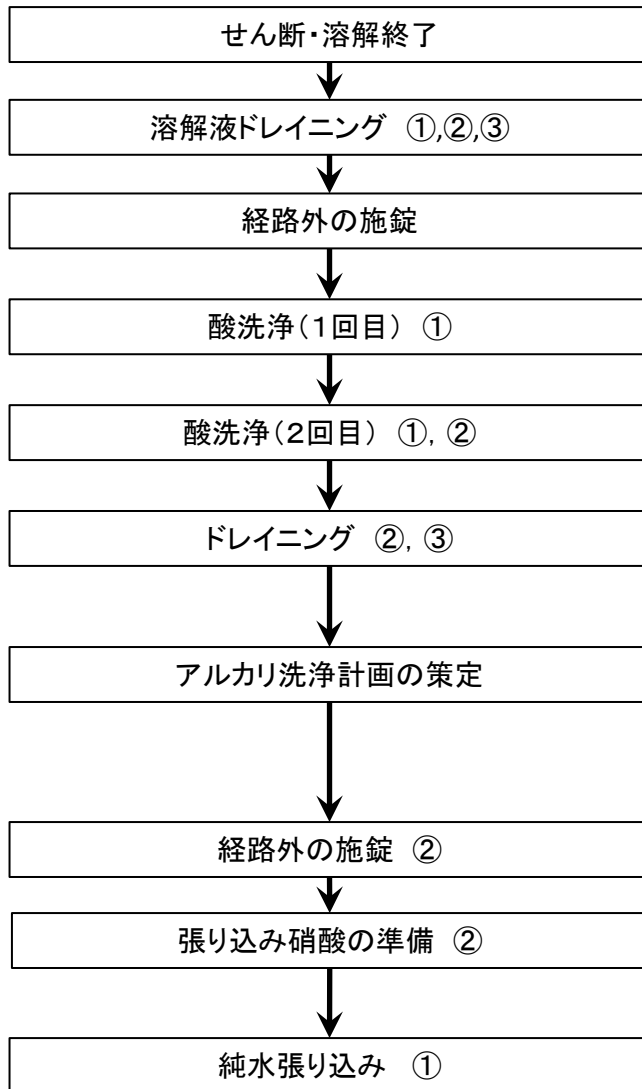 せん断・溶解終了
溶解液ドレイニング ①,②,③
経路外の施錠
酸洗浄(1回目) ①
酸洗浄(2回目) ①, ②
ドレイニング ②, ③
アルカリ洗浄計画の策定
経路外の施錠 ②
張り込み硝酸の準備 ②
純水張り込み ①